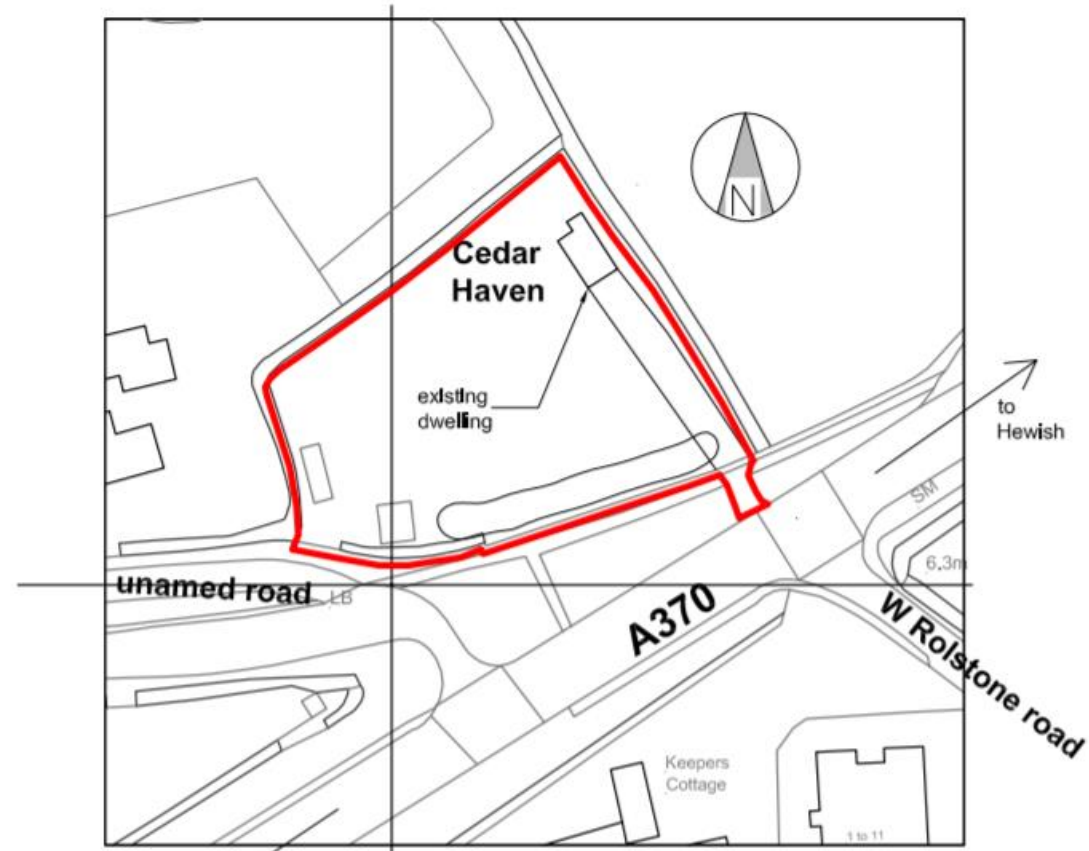 N
Cedar
Haven
existing
dwelling
to
Hewish
SM
6.3m
unamed road
LB
A370
W Rolstone road
Keepers
Cottage
1 to 11